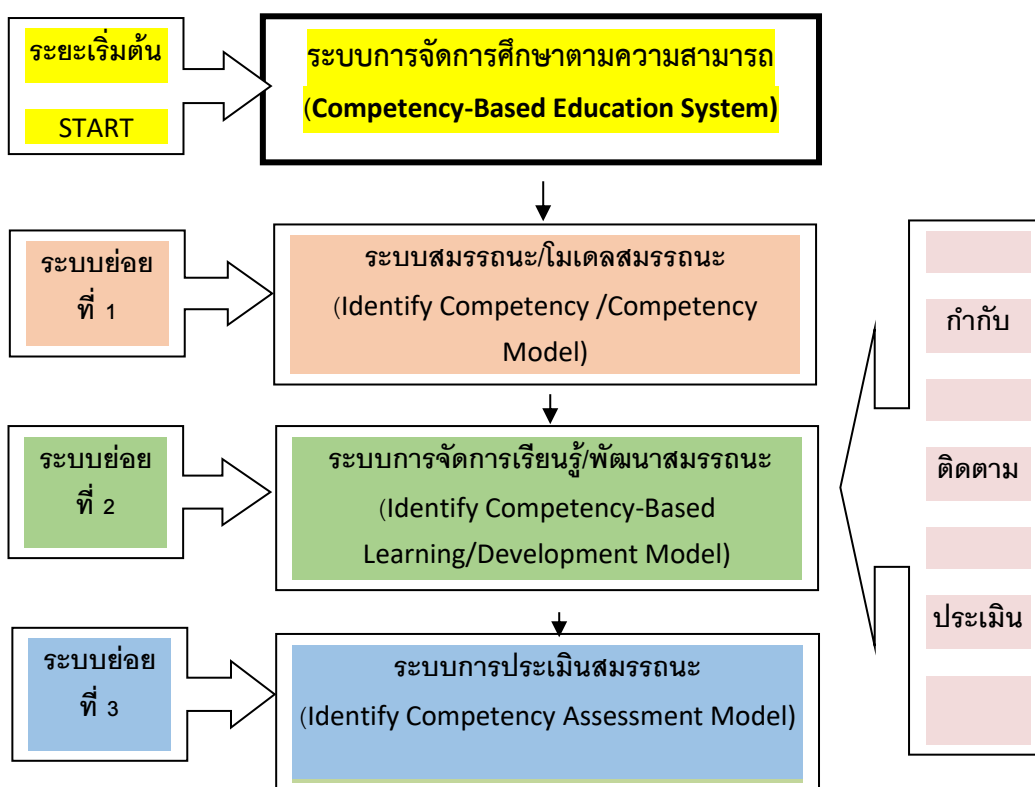 ระยะเริ่มต้น
START
ระบบการจัดการศึกษาตามความสามารถ
(Competency-Based Education System)
ระบบย่อย
ที่ 1
ระบบสมรรถนะ/โมเดลสมรรถนะ
(Identify Competency /Competency
Model)
ระบบย่อย
ที่ 2
ระบบการจัดการเรียนรู้/พัฒนาสมรรถนะ
(Identify Competency-Based
Learning/Development Model)
ระบบย่อย
ที่ 3
ระบบการประเมินสมรรถนะ
(Identify Competency Assessment Model)
กำกับ
ติดตาม
ประเมิน